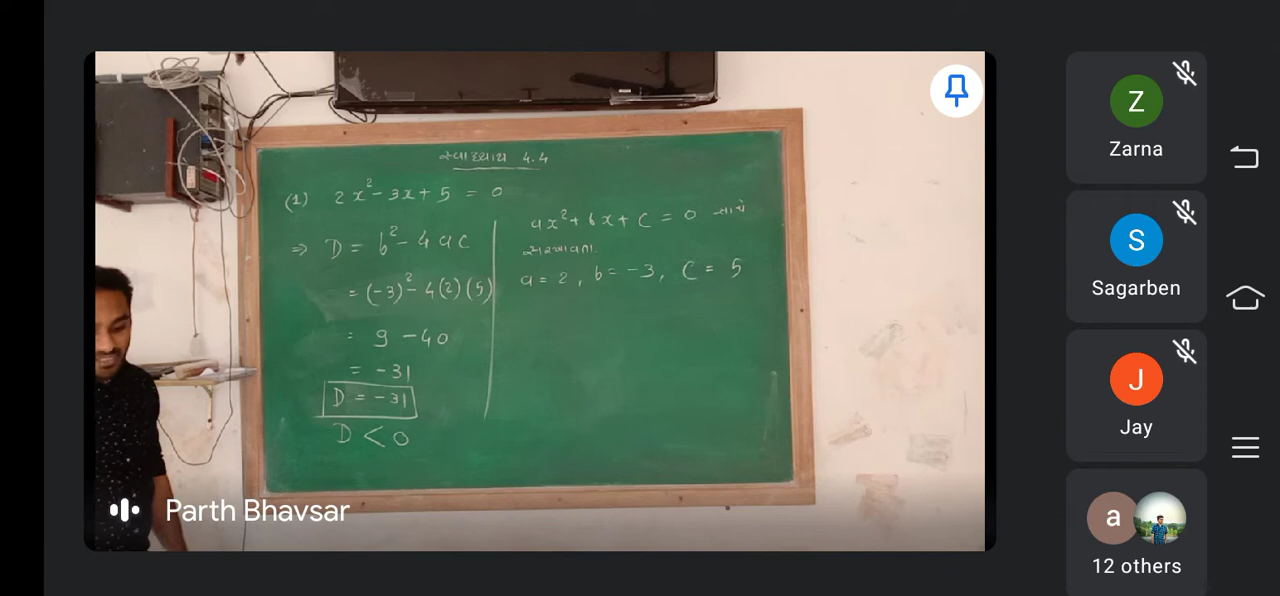 સ્વાધ્યાય 4.4
(1) 2x² - 3x + 5 = 0
⇒ D = b² - 4ac
= (-3)² - 4(2)(5)
= 9 - 40
= -31
D = -31
D < 0
ax² + bx + c = 0 સાથે
સરખાવતા.
a = 2, b = -3, c = 5
Parth Bhavsar
Z
Zarna
S
Sagarben
J
Jay
a
12 others